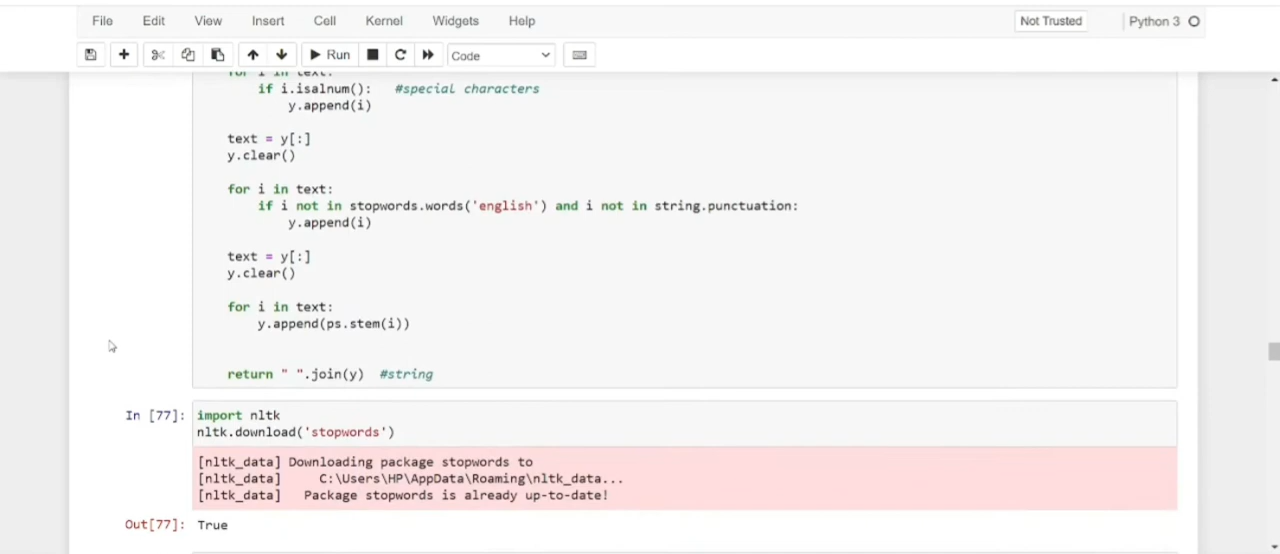 File Edit View Insert Cell Kernel Widgets Help Not Trusted Python 3
Run Code
for i in text:
if i.isalnum(): #special characters
y.append(i)
text = y[:]
y.clear()
for i in text:
if i not in stopwords.words('english') and i not in string.punctuation:
y.append(i)
text = y[:]
y.clear()
for i in text:
y.append(ps.stem(i))
return " ".join(y) #string
In [77]: import nltk
nltk.download('stopwords')
[nltk_data] Downloading package stopwords to
[nltk_data] C:\Users\HP\AppData\Roaming\nltk_data...
[nltk_data] Package stopwords is already up-to-date!
Out[77]: True